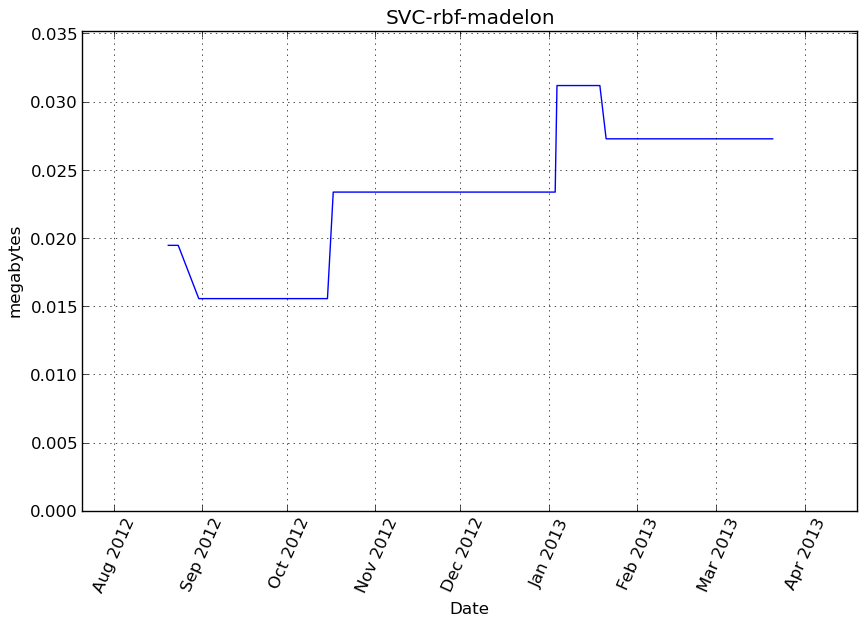 SVC-rbf-madelon
0.035
0.030
0.025
0.020
0.015
0.010
0.005
0.000
megabytes
Aug 2012
Sep 2012
Oct 2012
Nov 2012
Dec 2012
Jan 2013
Feb 2013
Mar 2013
Apr 2013
Date